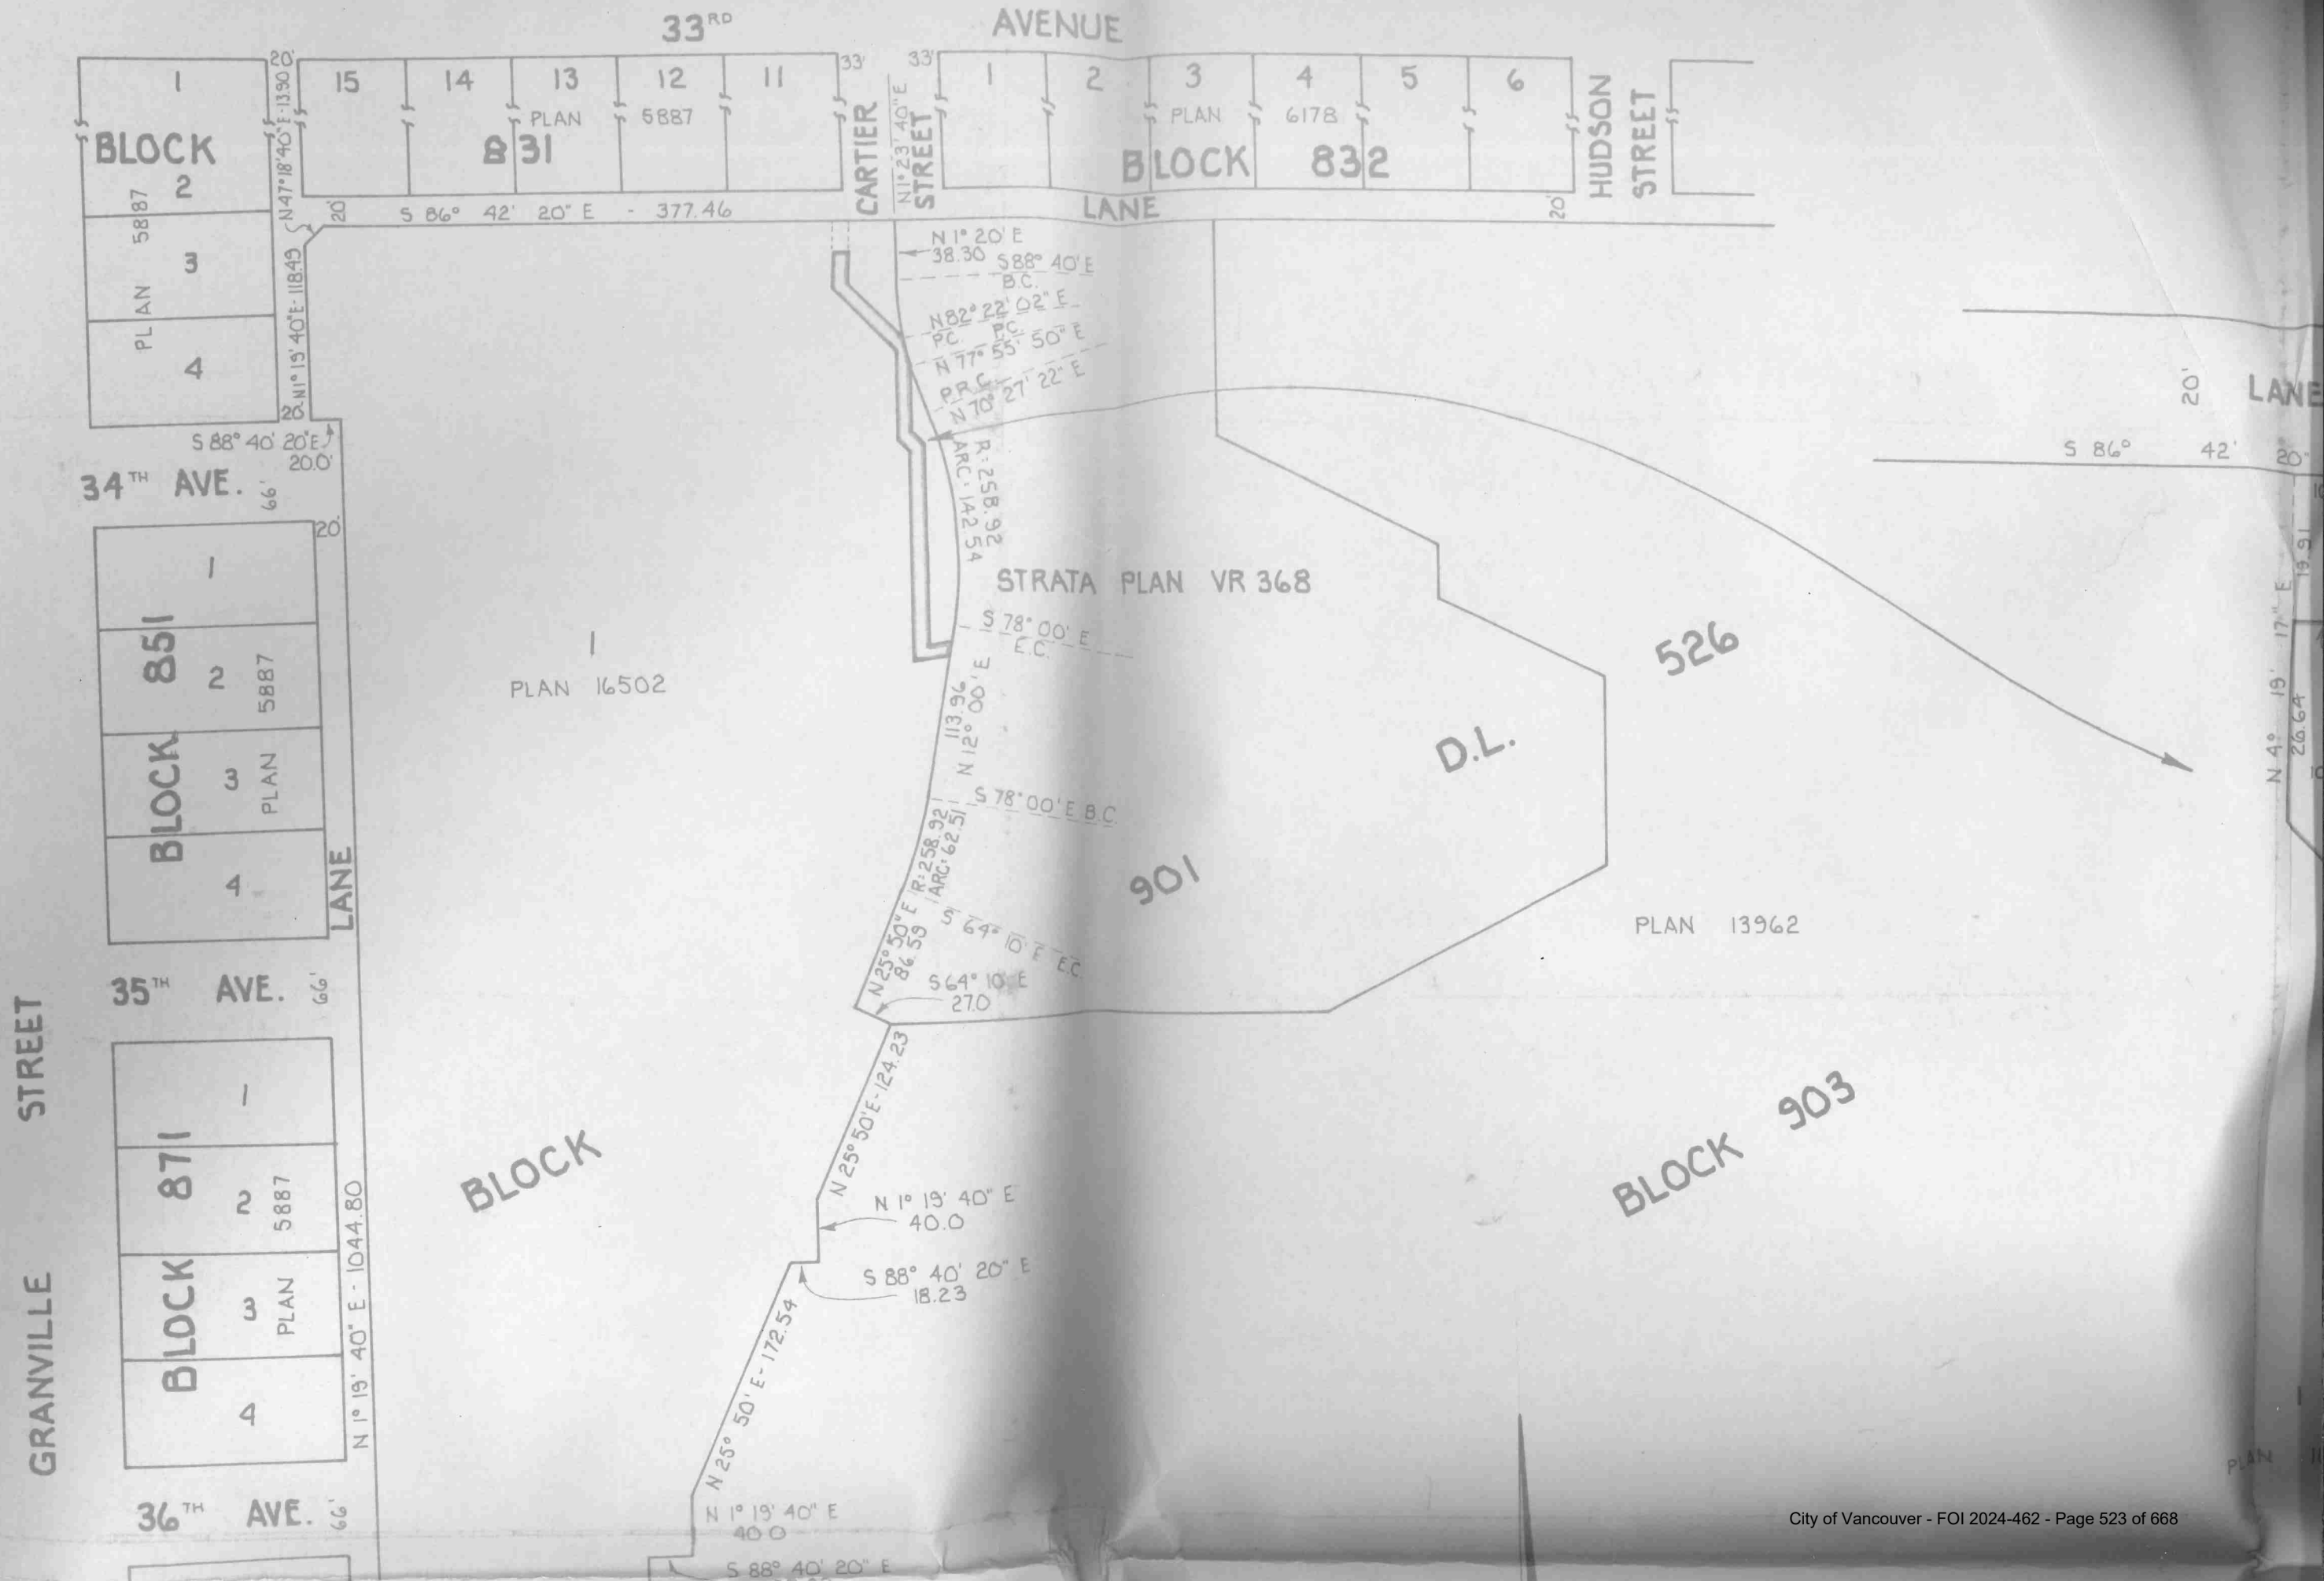 33RD AVENUE
1
BLOCK
2
3
4
PLAN 5887
20'
N 47° 18' 40" E - 13.90
N 1° 19' 40" E - 118.49
20
15
14
13
12
11
PLAN 5887
831
20'
S 86° 42' 20" E - 377.46
33'
CARTIER STREET
N 1° 23' 40" E
33'
1
2
3
4
5
6
PLAN 6178
BLOCK 832
LANE
20'
HUDSON STREET
N 1° 20' E
38.30
S 88° 40' E
B.C.
N 82° 22' 02" E
P.C. P.C.
N 77° 55' 50" E
P.R.C.
N 70° 27' 22" E
R = 258.92
ARC = 142.54
S 88° 40' 20" E
20.0
34TH AVE.
66'
20'
LANE
S 86° 42' 20"
STRATA PLAN VR 368
S 78° 00' E
E.C.
113.96
N 12° 00' E
S 78° 00' E B.C.
R = 258.92
ARC = 62.51
N 25° 50' E
86.59
S 64° 10' E E.C.
S 64° 10' E
27.0
1
PLAN 16502
526
D.L.
901
PLAN 13962
N 4° 19' 17" E
19.91
26.64
20'
1
2
3
4
BLOCK 851
PLAN 5887
LANE
35TH AVE.
66'
GRANVILLE STREET
1
2
3
4
BLOCK 871
PLAN 5887
N 1° 19' 40" E - 1044.80
BLOCK
N 25° 50' E - 124.23
N 1° 19' 40" E
40.0
S 88° 40' 20" E
18.23
N 25° 50' E - 172.54
BLOCK 903
36TH AVE.
66'
N 1° 19' 40" E
40.0
S 88° 40' 20" E
PLAN
City of Vancouver - FOI 2024-462 - Page 523 of 668